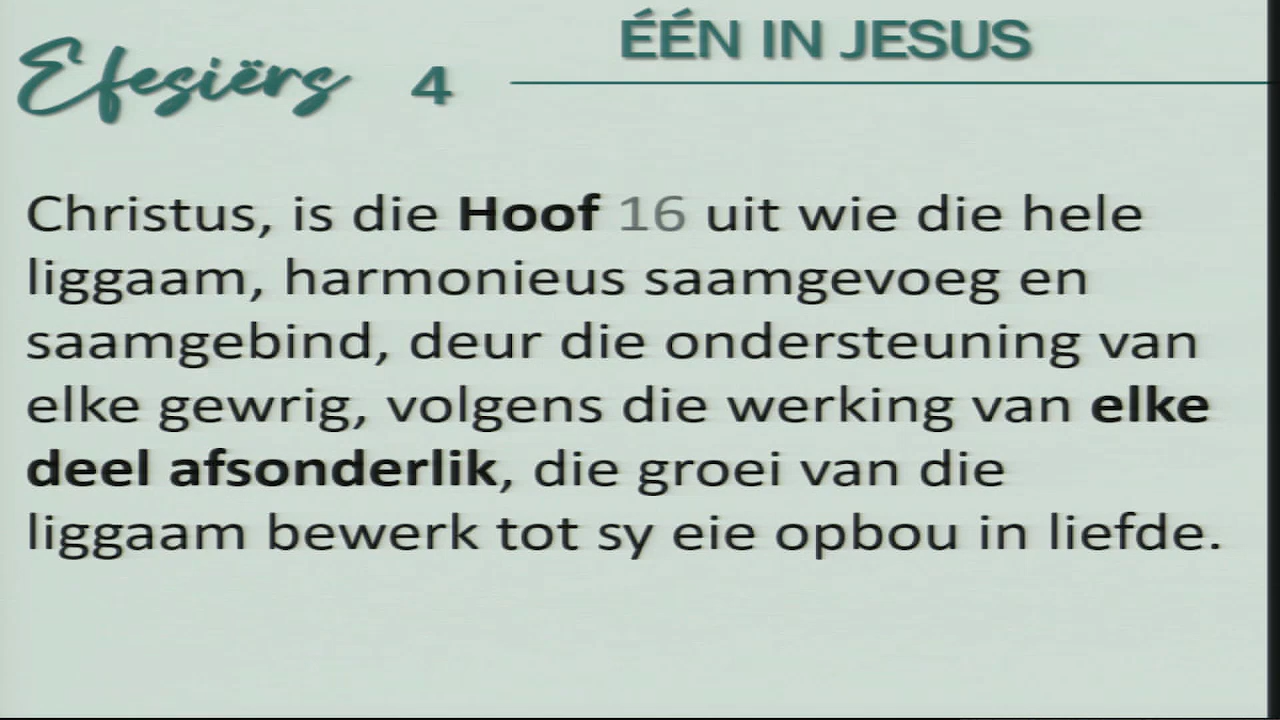 ÉÉN IN JESUS
Efesiërs 4
Christus, is die Hoof 16 uit wie die hele
liggaam, harmonieus saamgevoeg en
saamgebind, deur die ondersteuning van
elke gewrig, volgens die werking van elke
deel afsonderlik, die groei van die
liggaam bewerk tot sy eie opbou in liefde.